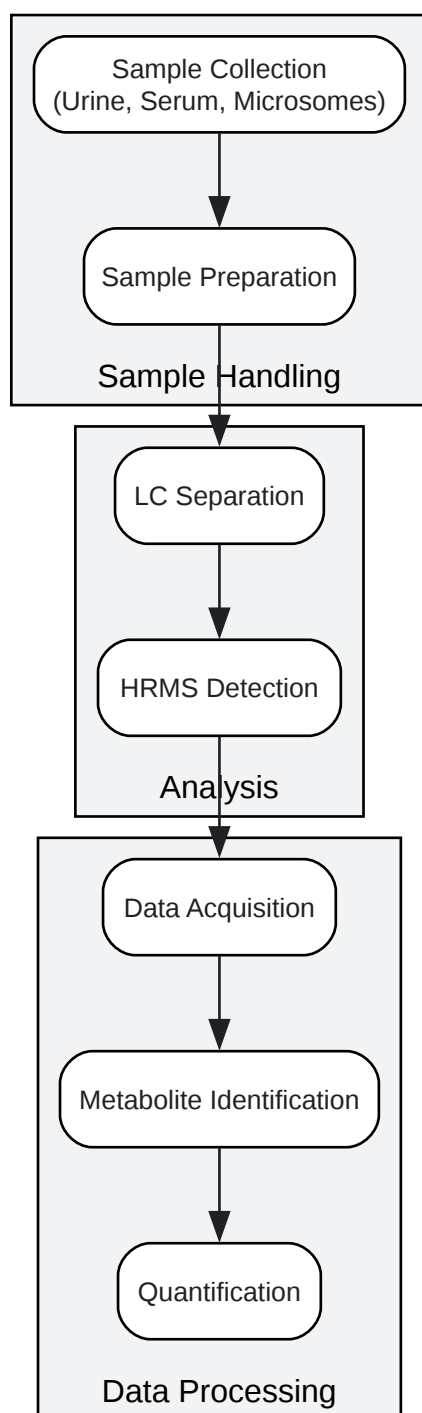 Sample Collection
(Urine, Serum, Microsomes)
Sample Preparation
Sample Handling
LC Separation
HRMS Detection
Analysis
Data Acquisition
Metabolite Identification
Quantification
Data Processing